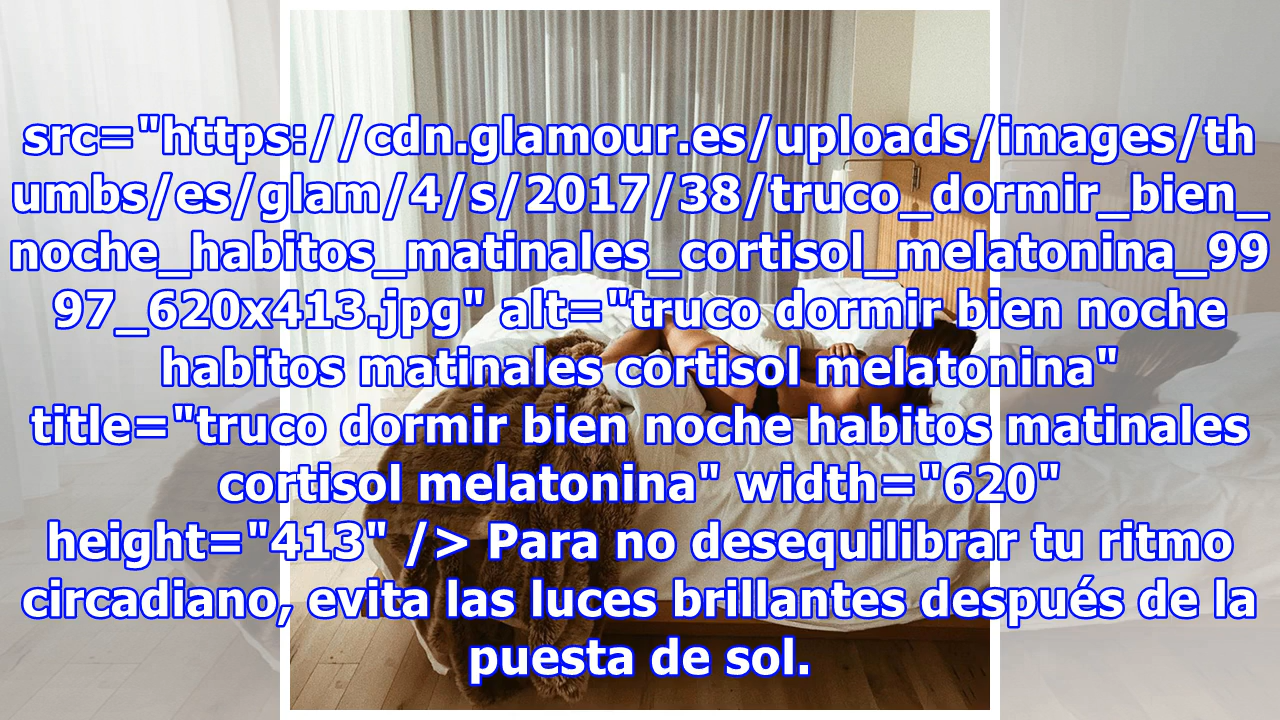 src="https://cdn.glamour.es/uploads/images/th
umbs/es/glam/4/s/2017/38/truco_dormir_bien_
noche_habitos_matinales_cortisol_melatonina_99
97_620x413.jpg" alt="truco dormir bien noche
habitos matinales cortisol melatonina"
title="truco dormir bien noche habitos matinales
cortisol melatonina" width="620"
height="413" /> Para no desequilibrar tu ritmo
circadiano, evita las luces brillantes después de la
puesta de sol.